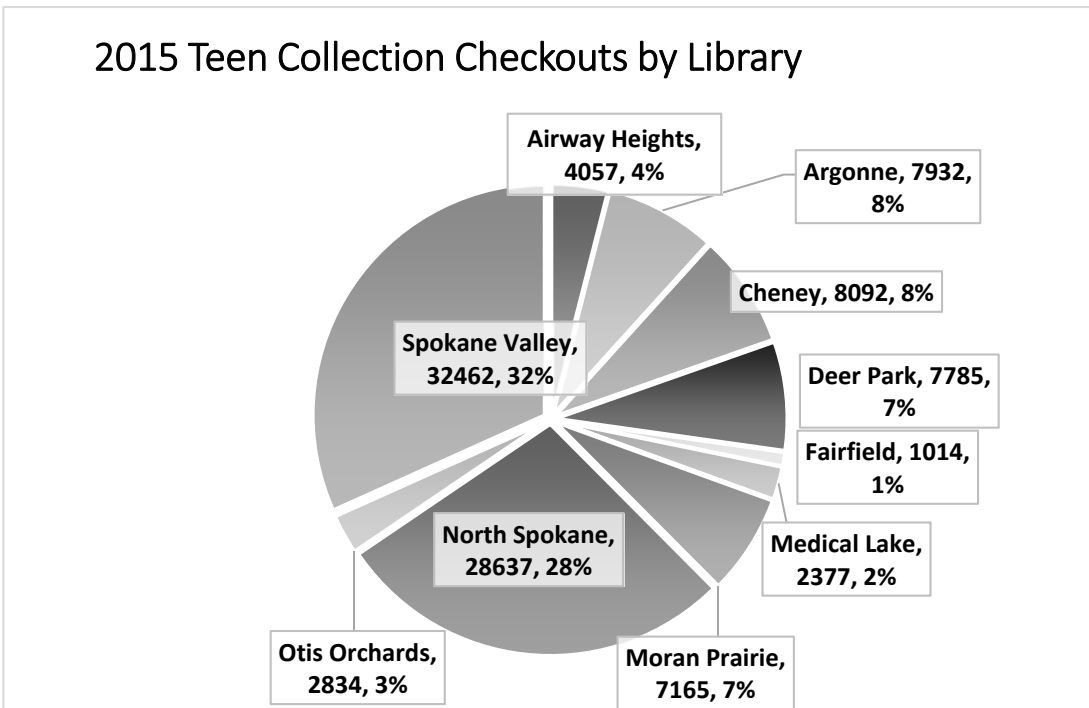 2015 Teen Collection Checkouts by Library
Airway Heights,
4057, 4%
Argonne, 7932,
8%
Cheney, 8092, 8%
Deer Park, 7785,
7%
Fairfield, 1014,
1%
Medical Lake,
2377, 2%
Moran Prairie,
7165, 7%
North Spokane,
28637, 28%
Otis Orchards,
2834, 3%
Spokane Valley,
32462, 32%